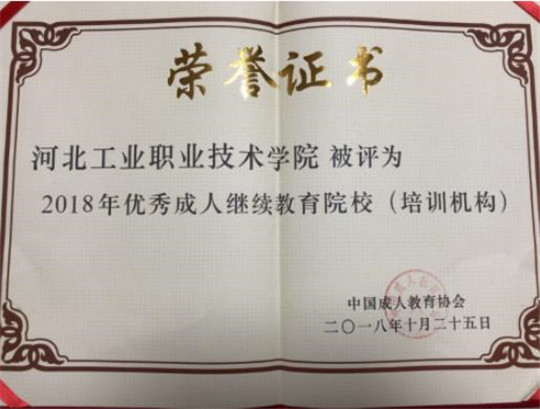 荣誉证书
河北工业职业技术学院 被评为
2018年优秀成人继续教育院校（培训机构）
中国成人教育协会
二〇一八年十月二十五日